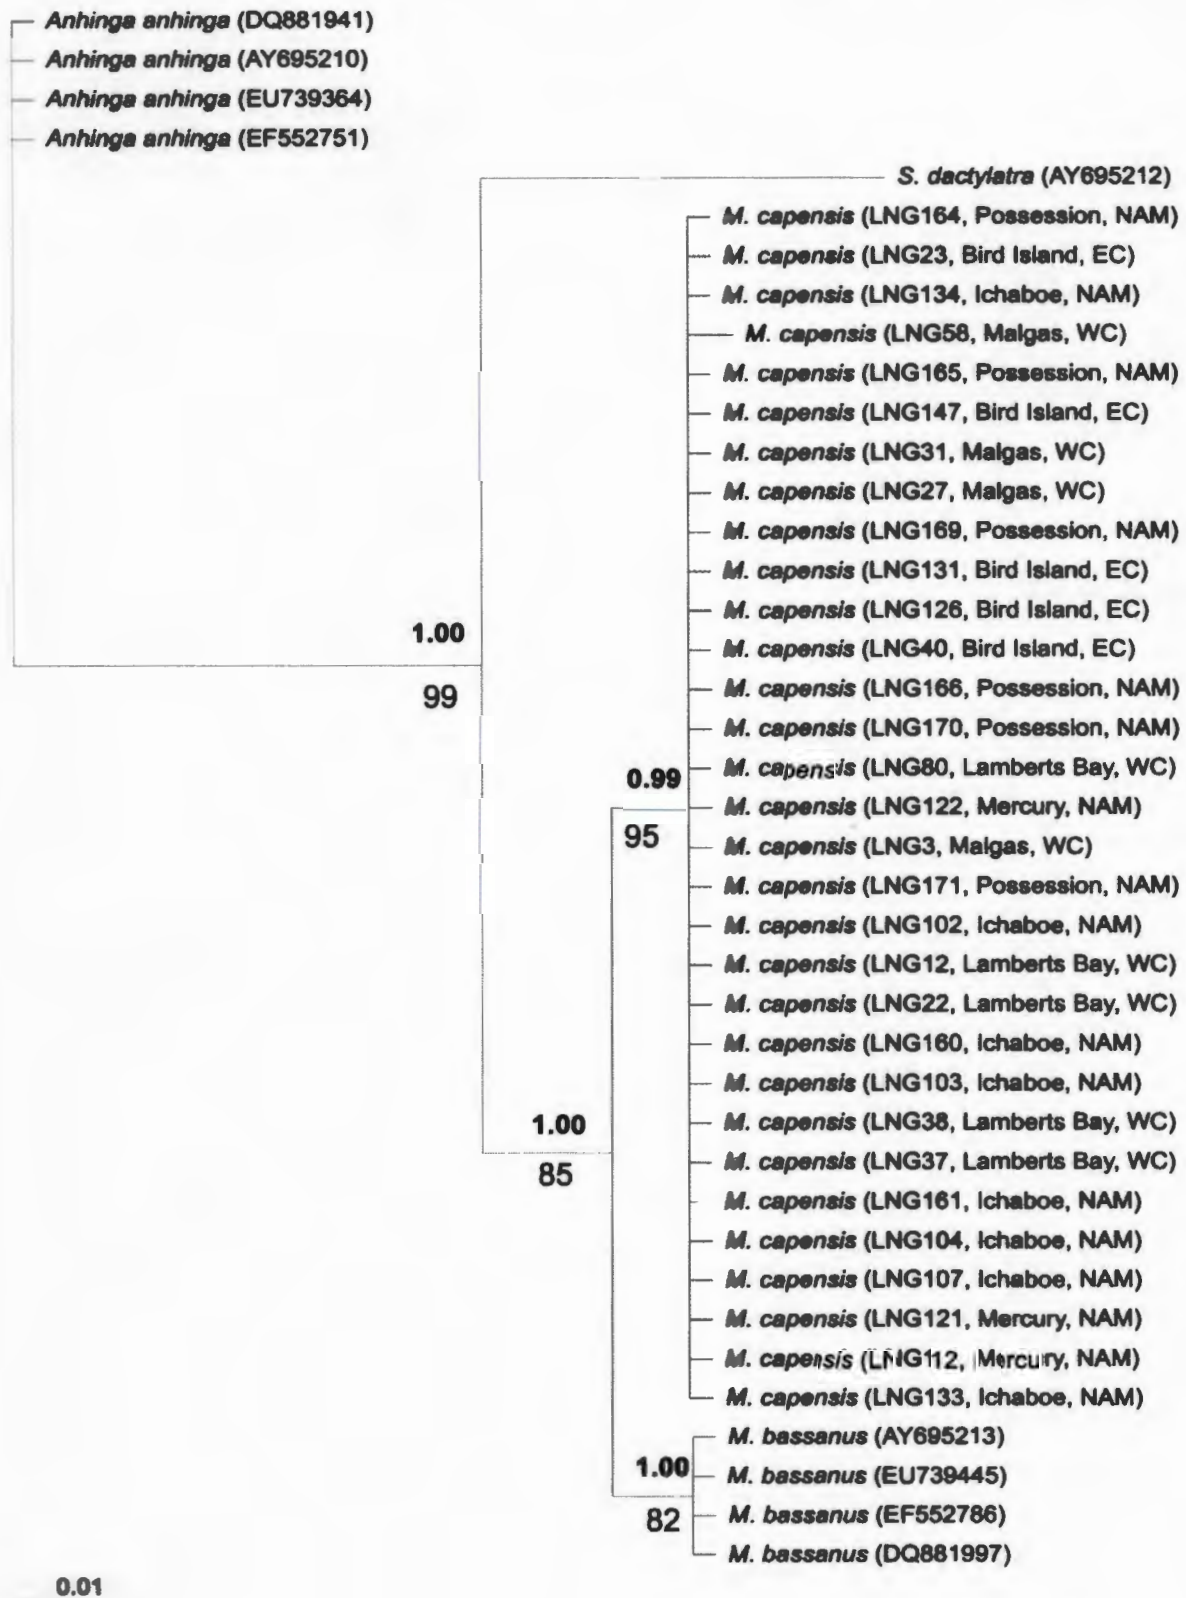 Anhinga anhinga (DQ881941)
Anhinga anhinga (AY695210)
Anhinga anhinga (EU739364)
Anhinga anhinga (EF552751)
S. dactylatra (AY695212)
M. capensis (LNG164, Possession, NAM)
M. capensis (LNG23, Bird Island, EC)
M. capensis (LNG134, Ichaboe, NAM)
M. capensis (LNG58, Malgas, WC)
M. capensis (LNG165, Possession, NAM)
M. capensis (LNG147, Bird Island, EC)
M. capensis (LNG31, Malgas, WC)
M. capensis (LNG27, Malgas, WC)
M. capensis (LNG169, Possession, NAM)
M. capensis (LNG131, Bird Island, EC)
M. capensis (LNG126, Bird Island, EC)
1.00
M. capensis (LNG40, Bird Island, EC)
99
M. capensis (LNG166, Possession, NAM)
M. capensis (LNG170, Possession, NAM)
M. capensis (LNG80, Lamberts Bay, WC)
0.99
M. capensis (LNG122, Mercury, NAM)
95
M. capensis (LNG3, Malgas, WC)
M. capensis (LNG171, Possession, NAM)
M. capensis (LNG102, Ichaboe, NAM)
M. capensis (LNG12, Lamberts Bay, WC)
M. capensis (LNG22, Lamberts Bay, WC)
M. capensis (LNG160, Ichaboe, NAM)
M. capensis (LNG103, Ichaboe, NAM)
1.00
M. capensis (LNG38, Lamberts Bay, WC)
85
M. capensis (LNG37, Lamberts Bay, WC)
M. capensis (LNG161, Ichaboe, NAM)
M. capensis (LNG104, Ichaboe, NAM)
M. capensis (LNG107, Ichaboe, NAM)
M. capensis (LNG121, Mercury, NAM)
M. capensis (LNG112, Mercury, NAM)
M. capensis (LNG133, Ichaboe, NAM)
M. bassanus (AY695213)
1.00
M. bassanus (EU739445)
82
M. bassanus (EF552786)
M. bassanus (DQ881997)
0.01